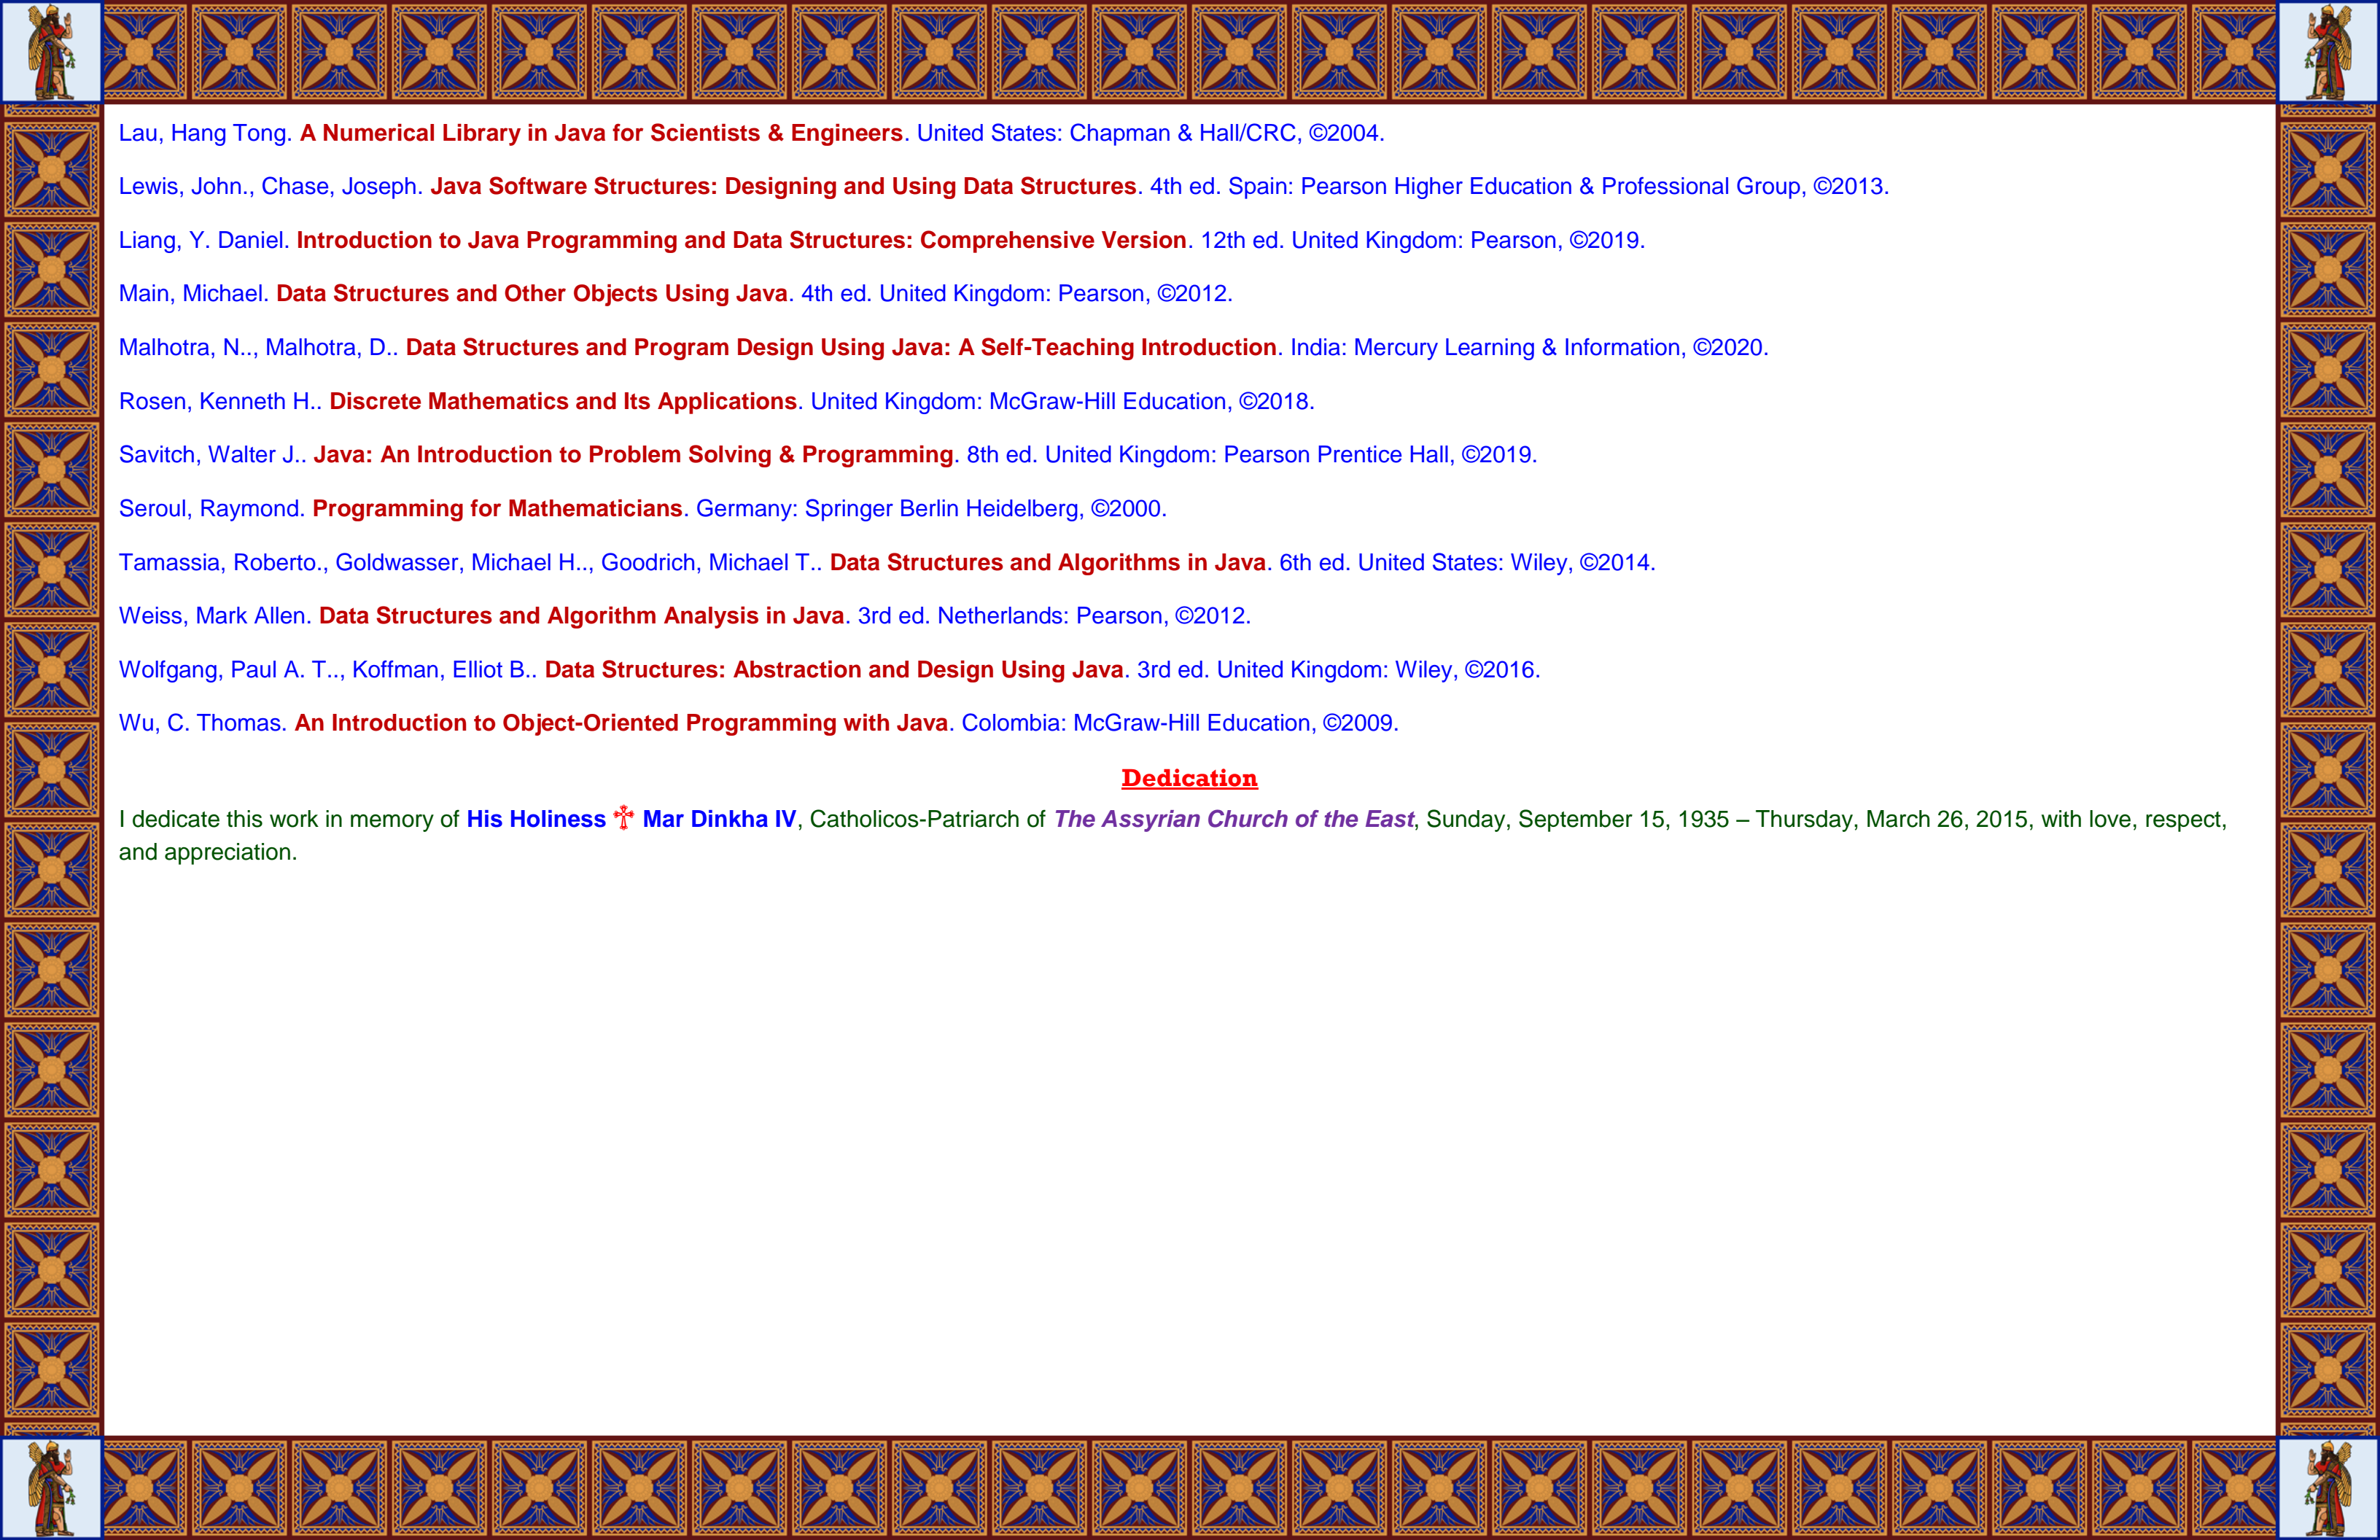 Lau, Hang Tong. A Numerical Library in Java for Scientists & Engineers. United States: Chapman & Hall/CRC, ©2004.
Lewis, John., Chase, Joseph. Java Software Structures: Designing and Using Data Structures. 4th ed. Spain: Pearson Higher Education & Professional Group, ©2013.
Liang, Y. Daniel. Introduction to Java Programming and Data Structures: Comprehensive Version. 12th ed. United Kingdom: Pearson, ©2019.
Main, Michael. Data Structures and Other Objects Using Java. 4th ed. United Kingdom: Pearson, ©2012.
Malhotra, N.., Malhotra, D.. Data Structures and Program Design Using Java: A Self-Teaching Introduction. India: Mercury Learning & Information, ©2020.
Rosen, Kenneth H.. Discrete Mathematics and Its Applications. United Kingdom: McGraw-Hill Education, ©2018.
Savitch, Walter J.. Java: An Introduction to Problem Solving & Programming. 8th ed. United Kingdom: Pearson Prentice Hall, ©2019.
Seroul, Raymond. Programming for Mathematicians. Germany: Springer Berlin Heidelberg, ©2000.
Tamassia, Roberto., Goldwasser, Michael H.., Goodrich, Michael T.. Data Structures and Algorithms in Java. 6th ed. United States: Wiley, ©2014.
Weiss, Mark Allen. Data Structures and Algorithm Analysis in Java. 3rd ed. Netherlands: Pearson, ©2012.
Wolfgang, Paul A. T.., Koffman, Elliot B.. Data Structures: Abstraction and Design Using Java. 3rd ed. United Kingdom: Wiley, ©2016.
Wu, C. Thomas. An Introduction to Object-Oriented Programming with Java. Colombia: McGraw-Hill Education, ©2009.
Dedication
I dedicate this work in memory of His Holiness ♰ Mar Dinkha IV, Catholicos-Patriarch of The Assyrian Church of the East, Sunday, September 15, 1935 – Thursday, March 26, 2015, with love, respect,
and appreciation.